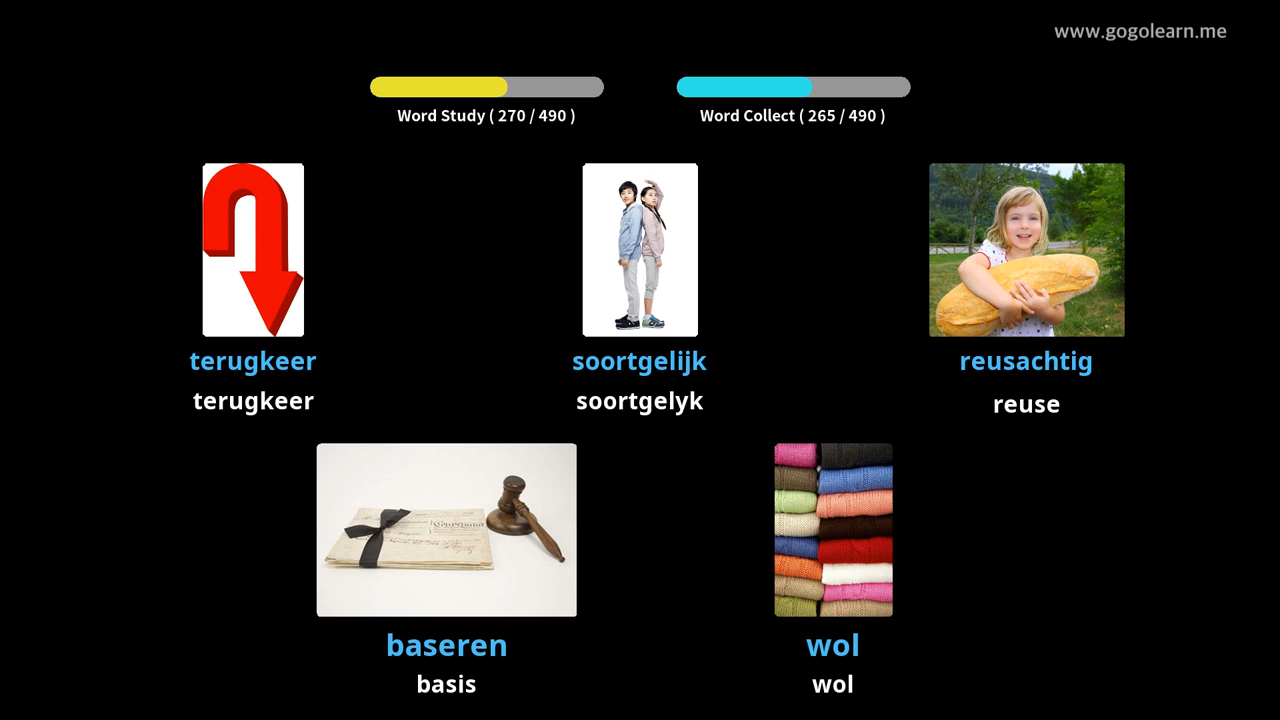 www.gogolearn.me
Word Study ( 270 / 490 )
Word Collect ( 265 / 490 )
terugkeer
terugkeer
soortgelijk
soortgelyk
reusachtig
reuse
baseren
basis
wol
wol